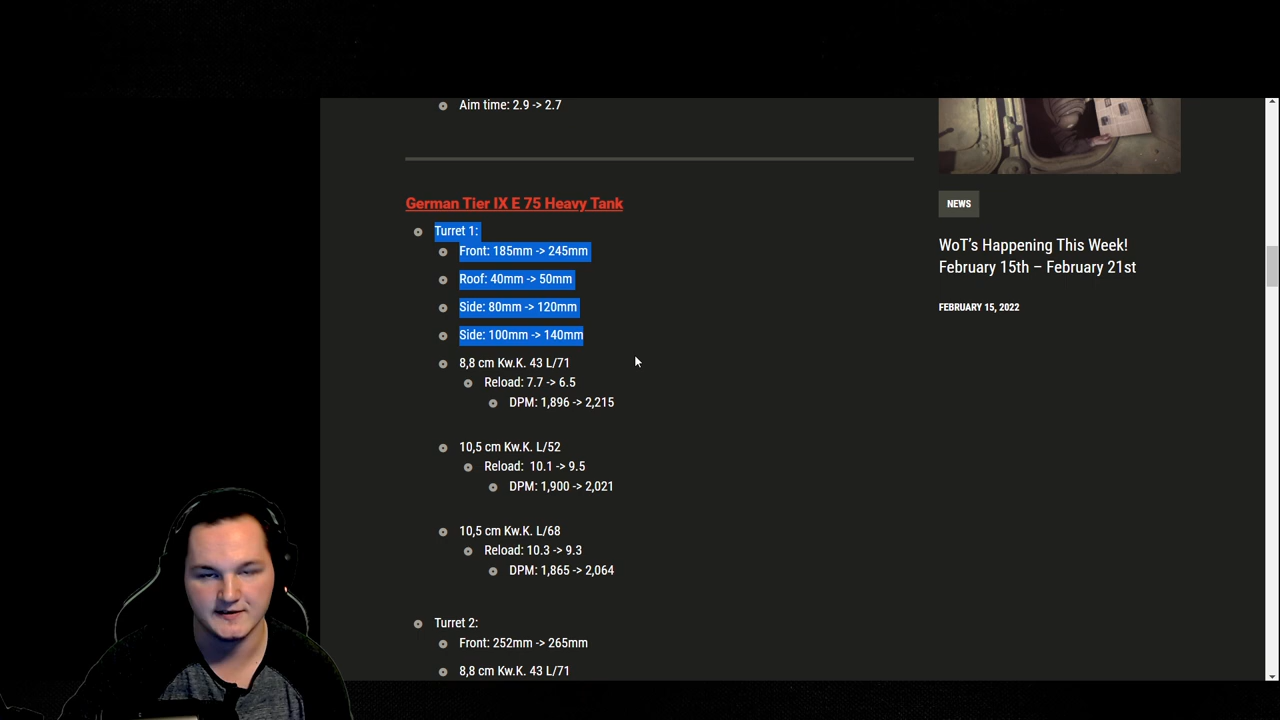 Aim time: 2.9 -> 2.7
German Tier IX E 75 Heavy Tank
Turret 1:
Front: 185mm -> 245mm
Roof: 40mm -> 50mm
Side: 80mm -> 120mm
Side: 100mm -> 140mm
8,8 cm Kw.K. 43 L/71
Reload: 7.7 -> 6.5
DPM: 1,896 -> 2,215
10,5 cm Kw.K. L/52
Reload:  10.1 -> 9.5
DPM: 1,900 -> 2,021
10,5 cm Kw.K. L/68
Reload: 10.3 -> 9.3
DPM: 1,865 -> 2,064
Turret 2:
Front: 252mm -> 265mm
8,8 cm Kw.K. 43 L/71
NEWS
WoT's Happening This Week!
February 15th – February 21st
FEBRUARY 15, 2022